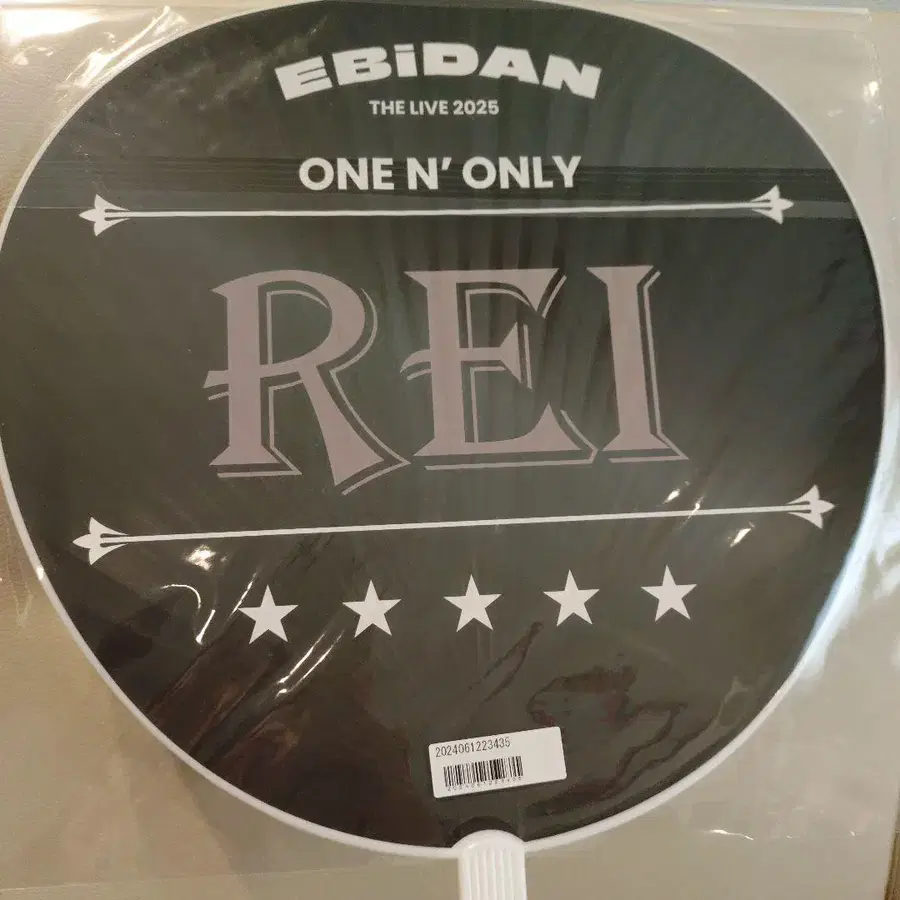 EBiDAN
THE LIVE 2025
ONE N' ONLY
REI
2024061223435